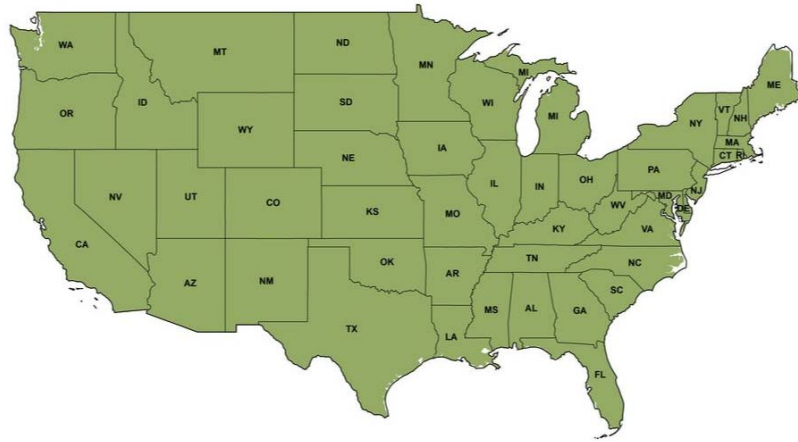 WA
MT
ND
MN
MI
ME
OR
ID
SD
WI
MI
NY
VT
NH
WY
IA
MA
NE
CT
RI
NV
UT
CO
IL
IN
OH
PA
NJ
KS
MO
WV
MD
DE
CA
KY
VA
AZ
NM
OK
AR
TN
NC
SC
TX
LA
MS
AL
GA
FL